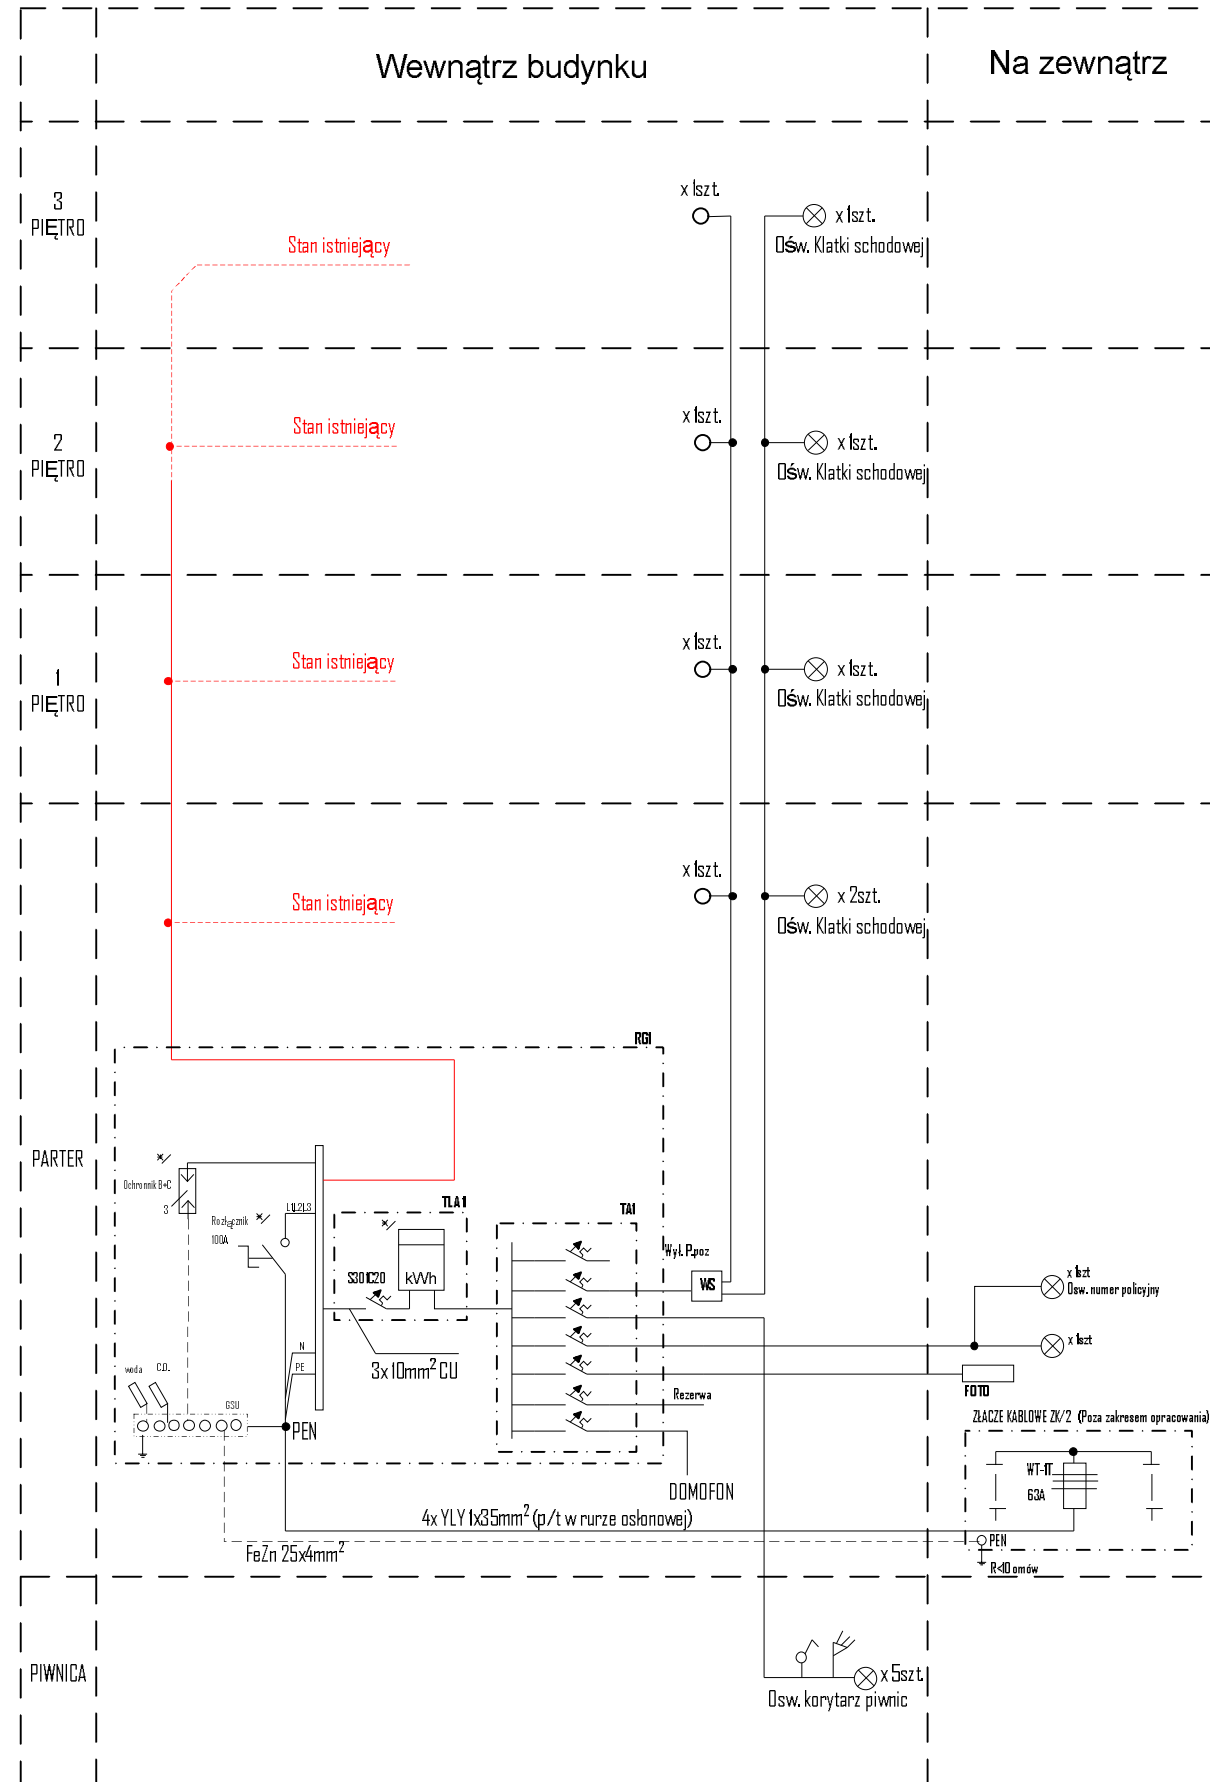 Wewnątrz budynku
Na zewnątrz
3
PIĘTRO
x 1szt.
x 1szt.
Ośw. Klatki schodowej
Stan istniejący
2
PIĘTRO
Stan istniejący
x 1szt.
x 1szt.
Ośw. Klatki schodowej
1
PIĘTRO
Stan istniejący
x 1szt.
x 1szt.
Ośw. Klatki schodowej
Stan istniejący
x 1szt.
x 2szt.
Ośw. Klatki schodowej
RG1
PARTER
Ochronnik B+C
3
Rozłącznik
100A
L1L2L3
TLA1
TA1
S301C20
kWh
Wył. P.poz
WS
x 1szt
Osw. numer policyjny
x 1szt
N
PE
3x10mm² CU
woda
C.O.
GSU
PEN
Rezerwa
FOTO
ZŁACZE KABLOWE ZK/2 (Poza zakresem opracowania)
WT-1T
63A
DOMOFON
4x YLY 1x35mm² (p/t w rurze osłonowej)
FeZn 25x4mm²
PEN
R<10 omów
PIWNICA
x 5szt.
Osw. korytarz piwnic